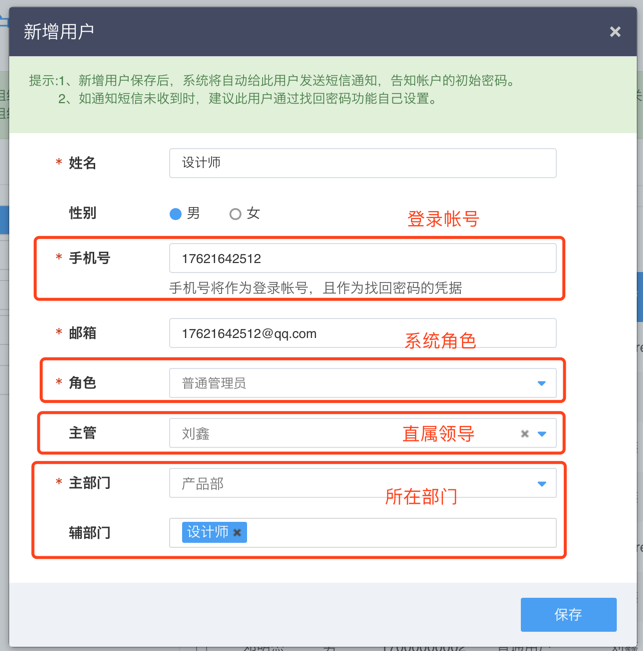 新增用户
×
提示:1、新增用户保存后，系统将自动给此用户发送短信通知，告知帐户的初始密码。
2、如通知短信未收到时，建议此用户通过找回密码功能自己设置。
* 姓名 设计师
性别 男 女
登录帐号
* 手机号 17621642512
手机号将作为登录帐号，且作为找回密码的凭据
* 邮箱 17621642512@qq.com
系统角色
* 角色 普通管理员
主管 刘鑫 直属领导 ×
* 主部门 产品部
所在部门
辅部门 设计师 ×
保存